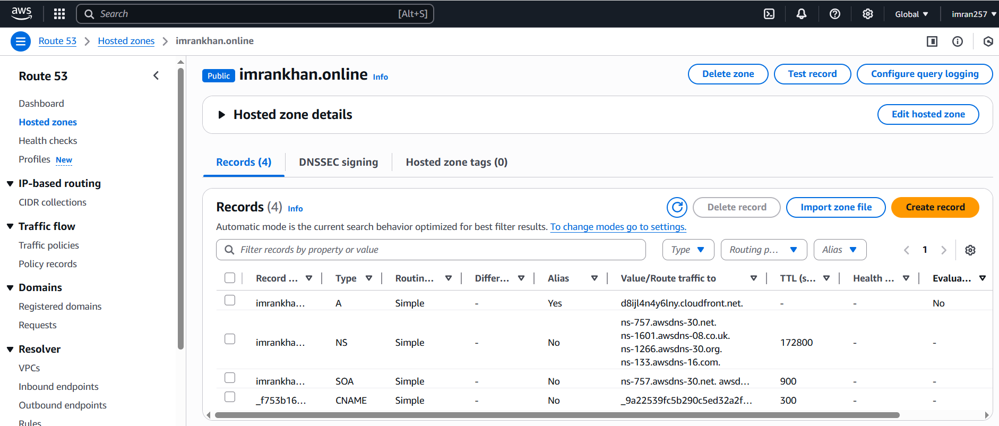 aws
Search [Alt+S]
Global
imran257
Route 53 > Hosted zones > imrankhan.online
Route 53
Dashboard
Hosted zones
Health checks
Profiles New
IP-based routing
CIDR collections
Traffic flow
Traffic policies
Policy records
Domains
Registered domains
Requests
Resolver
VPCs
Inbound endpoints
Outbound endpoints
Rules
Public imrankhan.online Info
Delete zone Test record Configure query logging
Hosted zone details Edit hosted zone
Records (4) DNSSEC signing Hosted zone tags (0)
Records (4) Info Delete record Import zone file Create record
Automatic mode is the current search behavior optimized for best filter results. To change modes go to settings.
Filter records by property or value Type Routing p... Alias 1
Record ... Type Routin... Differ... Alias Value/Route traffic to TTL (s... Health ... Evalua...
imrankha... A Simple - Yes d8ijl4n4y6lny.cloudfront.net. - - No
imrankha... NS Simple - No ns-757.awsdns-30.net.
ns-1601.awsdns-08.co.uk.
ns-1266.awsdns-30.org.
ns-133.awsdns-16.com. 172800 - -
imrankha... SOA Simple - No ns-757.awsdns-30.net. awsd... 900 - -
_f753b16... CNAME Simple - No _9a22539fc5b290c5ed32a2f... 300 - -